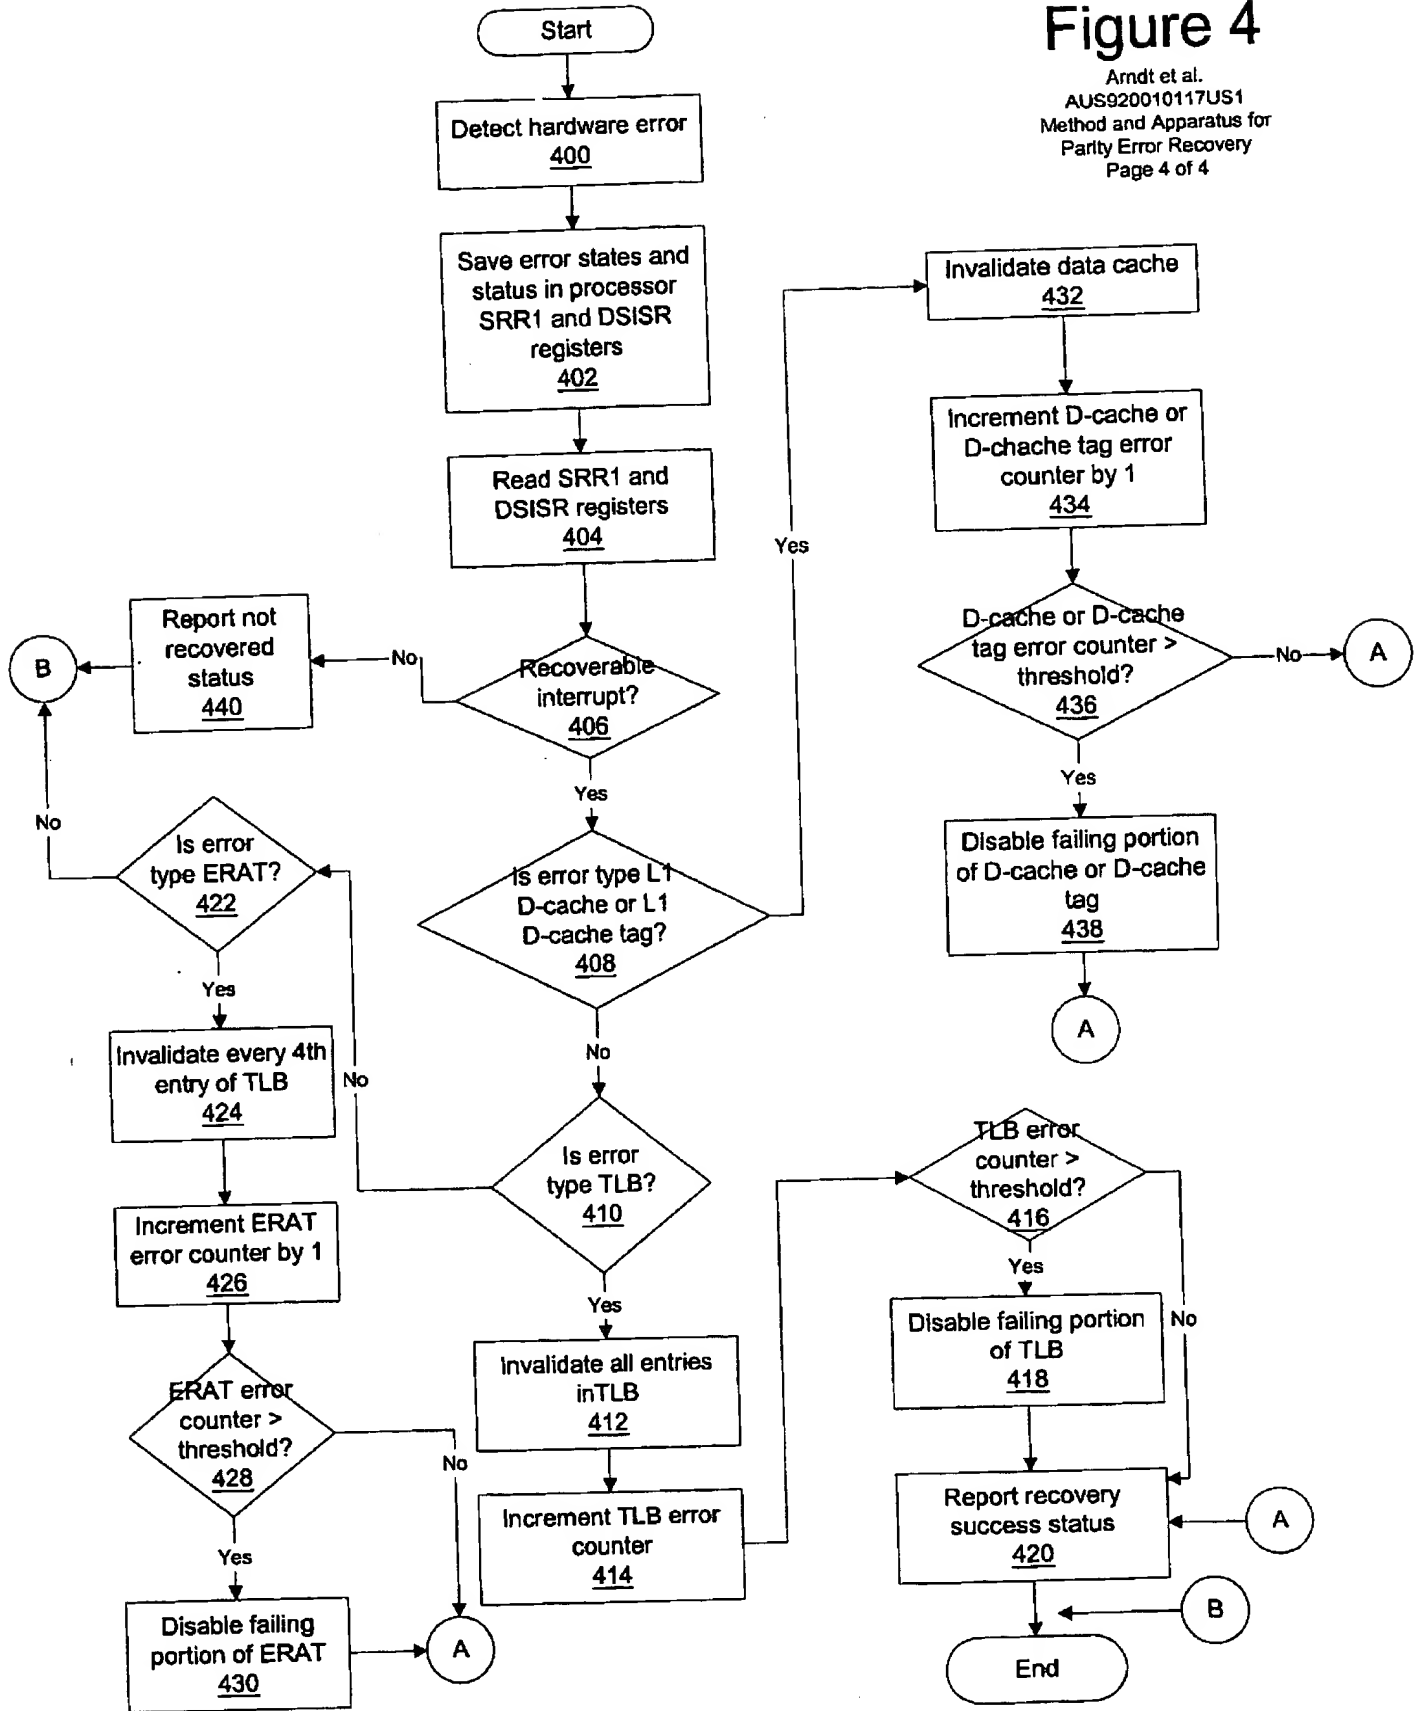 Figure 4
Arndt et al.
AUS920010117US1
Method and Apparatus for
Parity Error Recovery
Page 4 of 4
Start
Detect hardware error
400
Save error states and
status in processor
SRR1 and DSISR
registers
402
Read SRR1 and
DSISR registers
404
Recoverable
interrupt?
406
No
Report not
recovered
status
440
B
Yes
Is error type L1
D-cache or L1
D-cache tag?
408
Yes
No
Is error
type TLB?
410
No
Yes
Invalidate all entries
inTLB
412
Increment TLB error
counter
414
Is error
type ERAT?
422
No
Yes
Invalidate every 4th
entry of TLB
424
Increment ERAT
error counter by 1
426
ERAT error
counter >
threshold?
428
No
Yes
Disable failing
portion of ERAT
430
A
Invalidate data cache
432
Increment D-cache or
D-chache tag error
counter by 1
434
D-cache or D-cache
tag error counter >
threshold?
436
No
A
Yes
Disable failing portion
of D-cache or D-cache
tag
438
A
TLB error
counter >
threshold?
416
Yes
No
Disable failing portion
of TLB
418
Report recovery
success status
420
A
B
End